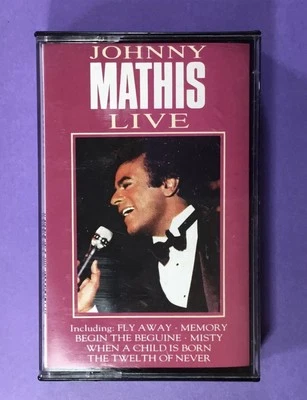 JOHNNY
MATHIS
LIVE
Including: FLY AWAY · MEMORY
BEGIN THE BEGUINE · MISTY
WHEN A CHILD IS BORN
THE TWELTH OF NEVER